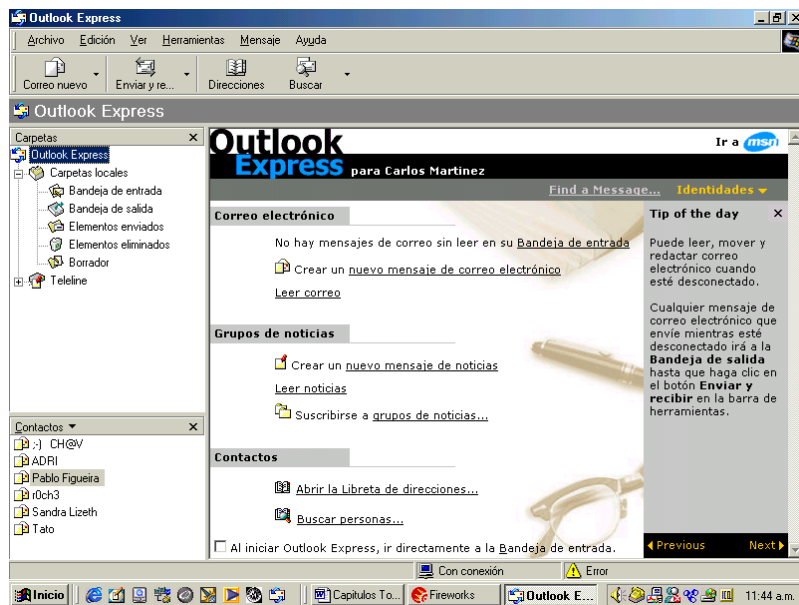 Outlook Express
Archivo Edición Ver Herramientas Mensaje Ayuda
Correo nuevo Enviar y re... Direcciones Buscar
Outlook Express
Carpetas
Outlook Express
Carpetas locales
Bandeja de entrada
Bandeja de salida
Elementos enviados
Elementos eliminados
Borrador
Teleline
Contactos
;-) CH@V
ADRI
Pablo Figueira
r0ch3
Sandra Lizeth
Tato
Outlook
Express para Carlos Martinez
Ir a msn
Find a Message... Identidades
Correo electrónico
No hay mensajes de correo sin leer en su Bandeja de entrada
Crear un nuevo mensaje de correo electrónico
Leer correo
Grupos de noticias
Crear un nuevo mensaje de noticias
Leer noticias
Suscribirse a grupos de noticias...
Contactos
Abrir la Libreta de direcciones...
Buscar personas...
Al iniciar Outlook Express, ir directamente a la Bandeja de entrada.
Tip of the day
Puede leer, mover y
redactar correo
electrónico cuando
esté desconectado.
Cualquier mensaje de
correo electrónico que
envíe mientras esté
desconectado irá a la
Bandeja de salida
hasta que haga clic en
el botón Enviar y
recibir en la barra de
herramientas.
Previous Next
Con conexión Error
Inicio Capitulos To... Fireworks Outlook E... 11:44 a.m.